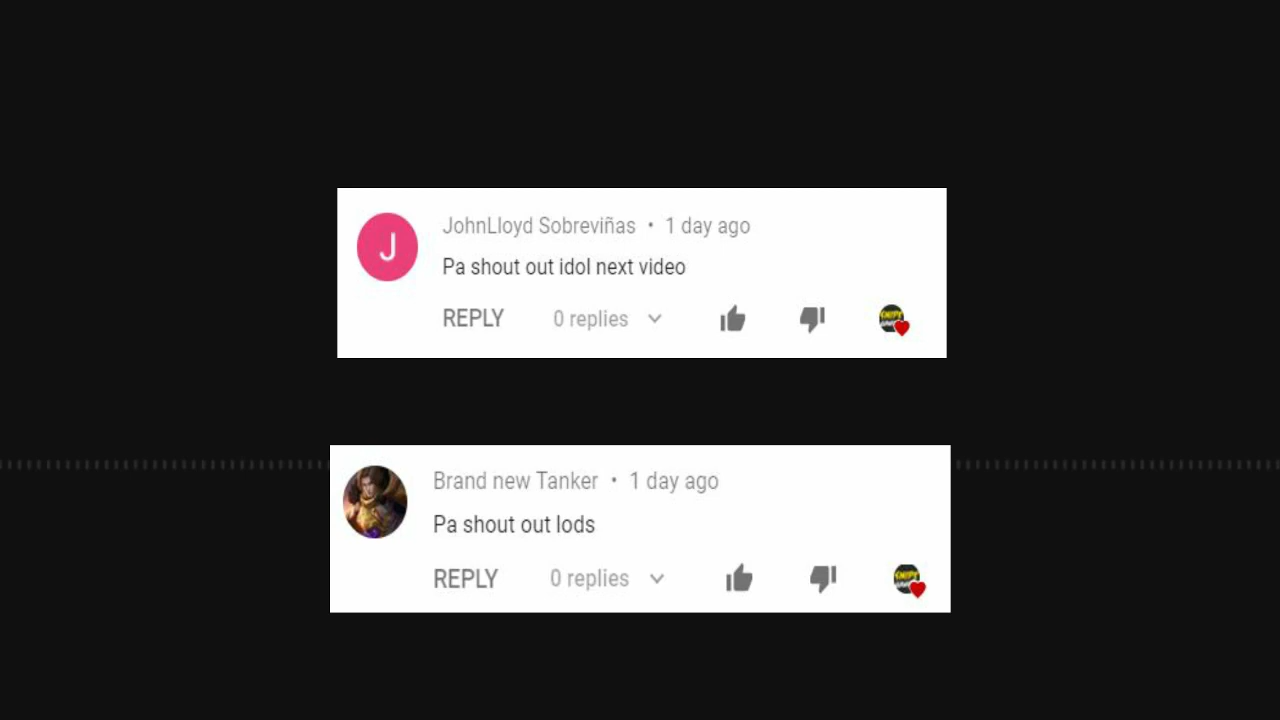 JohnLloyd Sobreviñas • 1 day ago
Pa shout out idol next video
REPLY 0 replies
Brand new Tanker • 1 day ago
Pa shout out lods
REPLY 0 replies